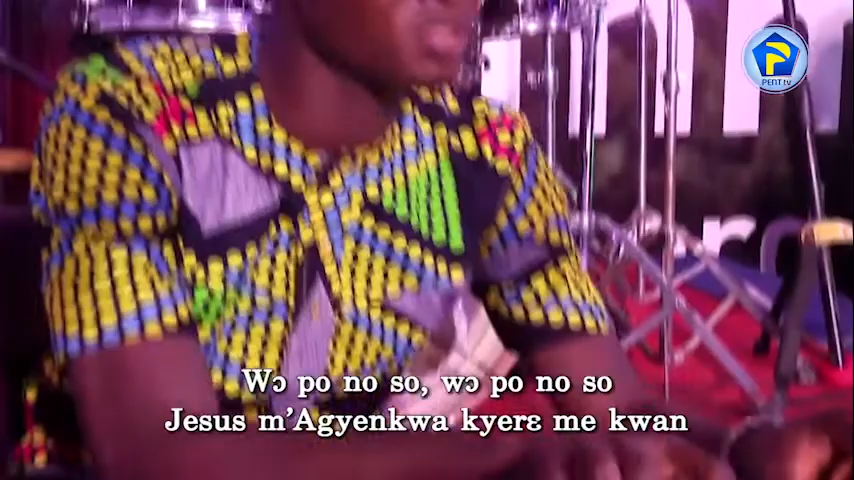 PENT tv
Wɔ po no so, wɔ po no so
Jesus m'Agyenkwa kyerɛ me kwan